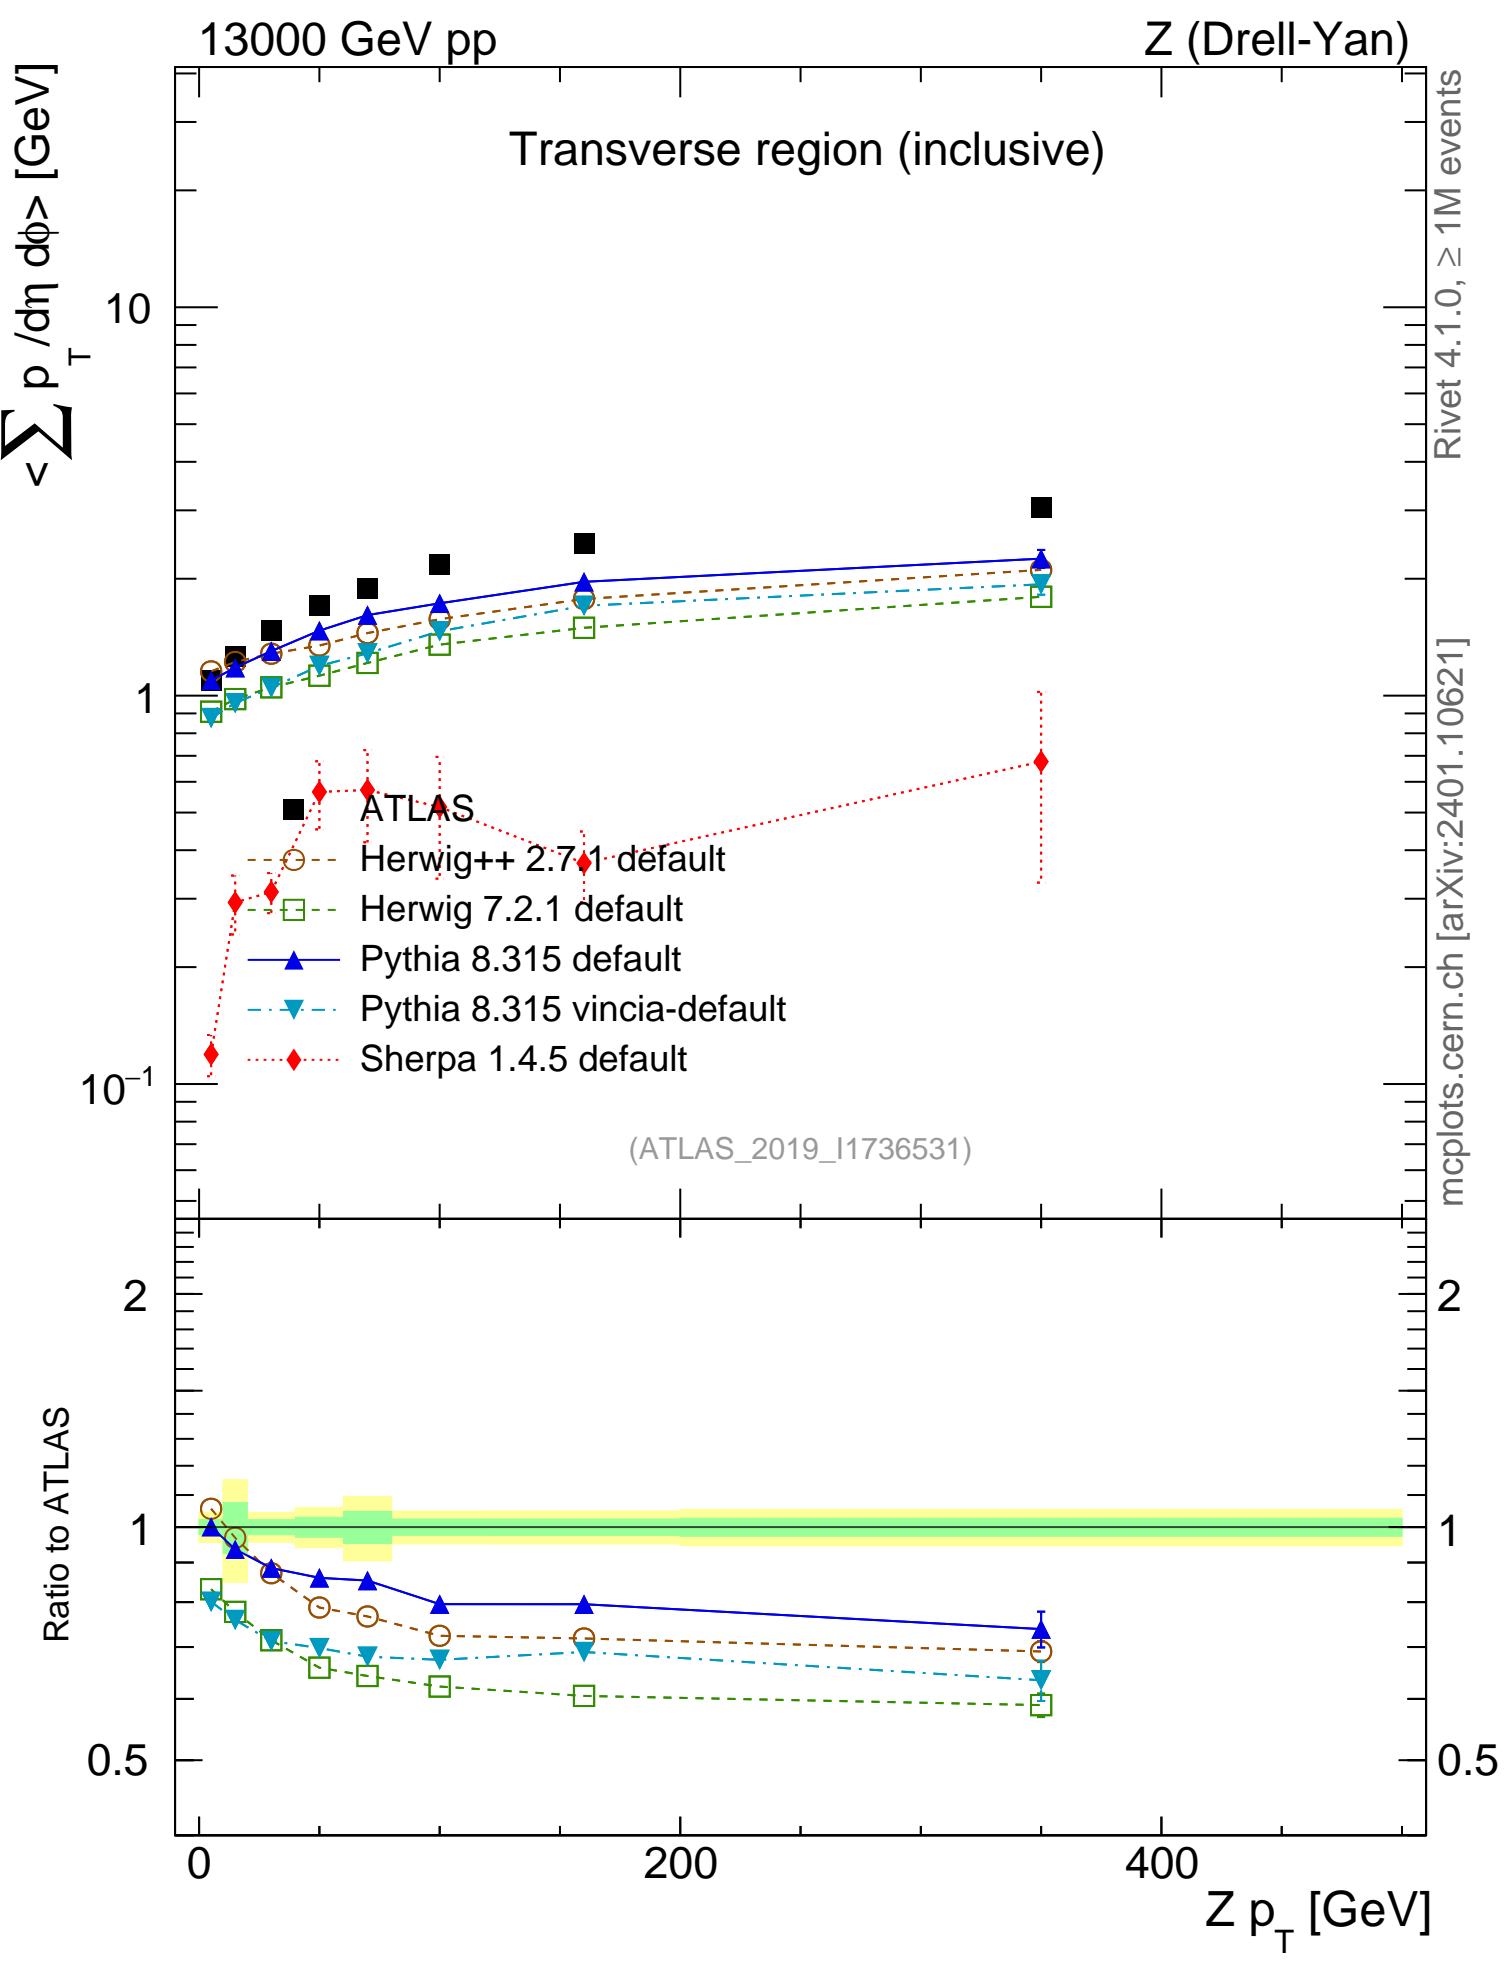 13000 GeV pp
Z (Drell-Yan)
Transverse region (inclusive)
<∑ p_T/dη dϕ> [GeV]
10
1
10⁻¹
ATLAS
Herwig++ 2.7.1 default
Herwig 7.2.1 default
Pythia 8.315 default
Pythia 8.315 vincia-default
Sherpa 1.4.5 default
(ATLAS_2019_I1736531)
Rivet 4.1.0, ≥ 1M events
mcplots.cern.ch [arXiv:2401.10621]
Ratio to ATLAS
2
1
0.5
2
1
0.5
0
200
400
Z p_T [GeV]